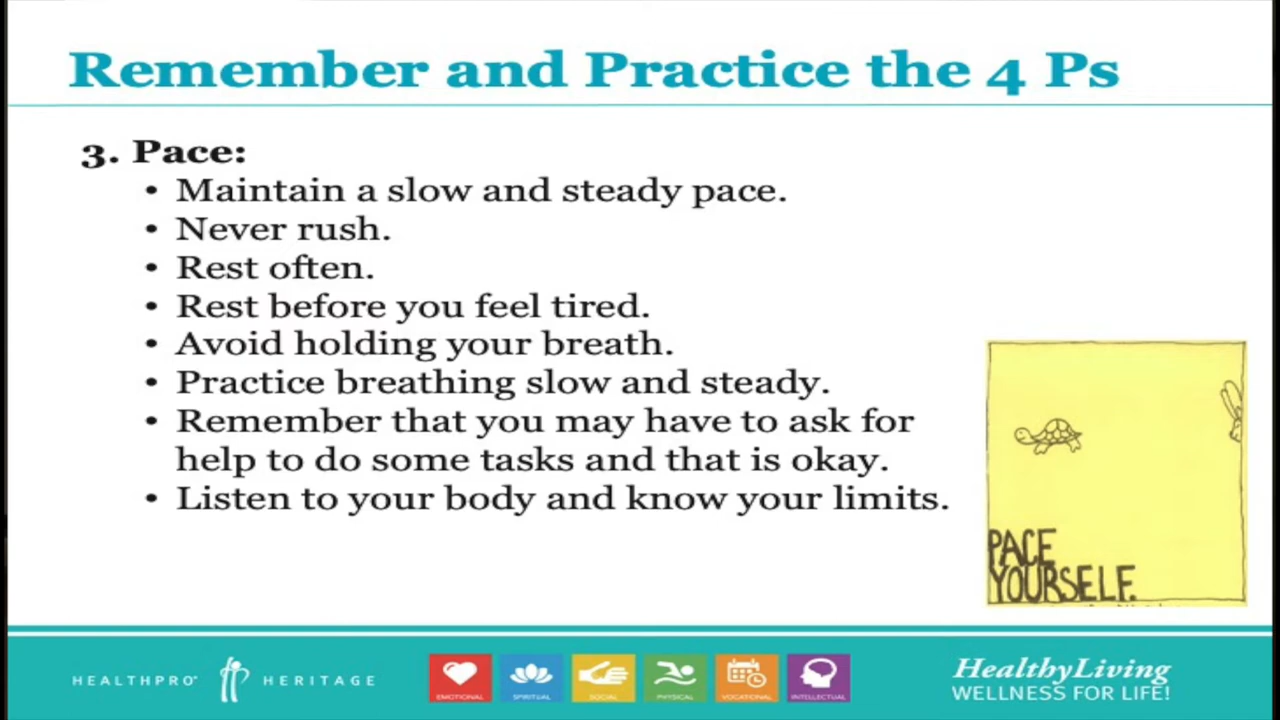 Remember and Practice the 4 Ps
3. Pace:
• Maintain a slow and steady pace.
• Never rush.
• Rest often.
• Rest before you feel tired.
• Avoid holding your breath.
• Practice breathing slow and steady.
• Remember that you may have to ask for
help to do some tasks and that is okay.
• Listen to your body and know your limits.
PACE
YOURSELF.
HEALTHPRO HERITAGE
EMOTIONAL
SPIRITUAL
SOCIAL
PHYSICAL
VOCATIONAL
INTELLECTUAL
HealthyLiving
WELLNESS FOR LIFE!